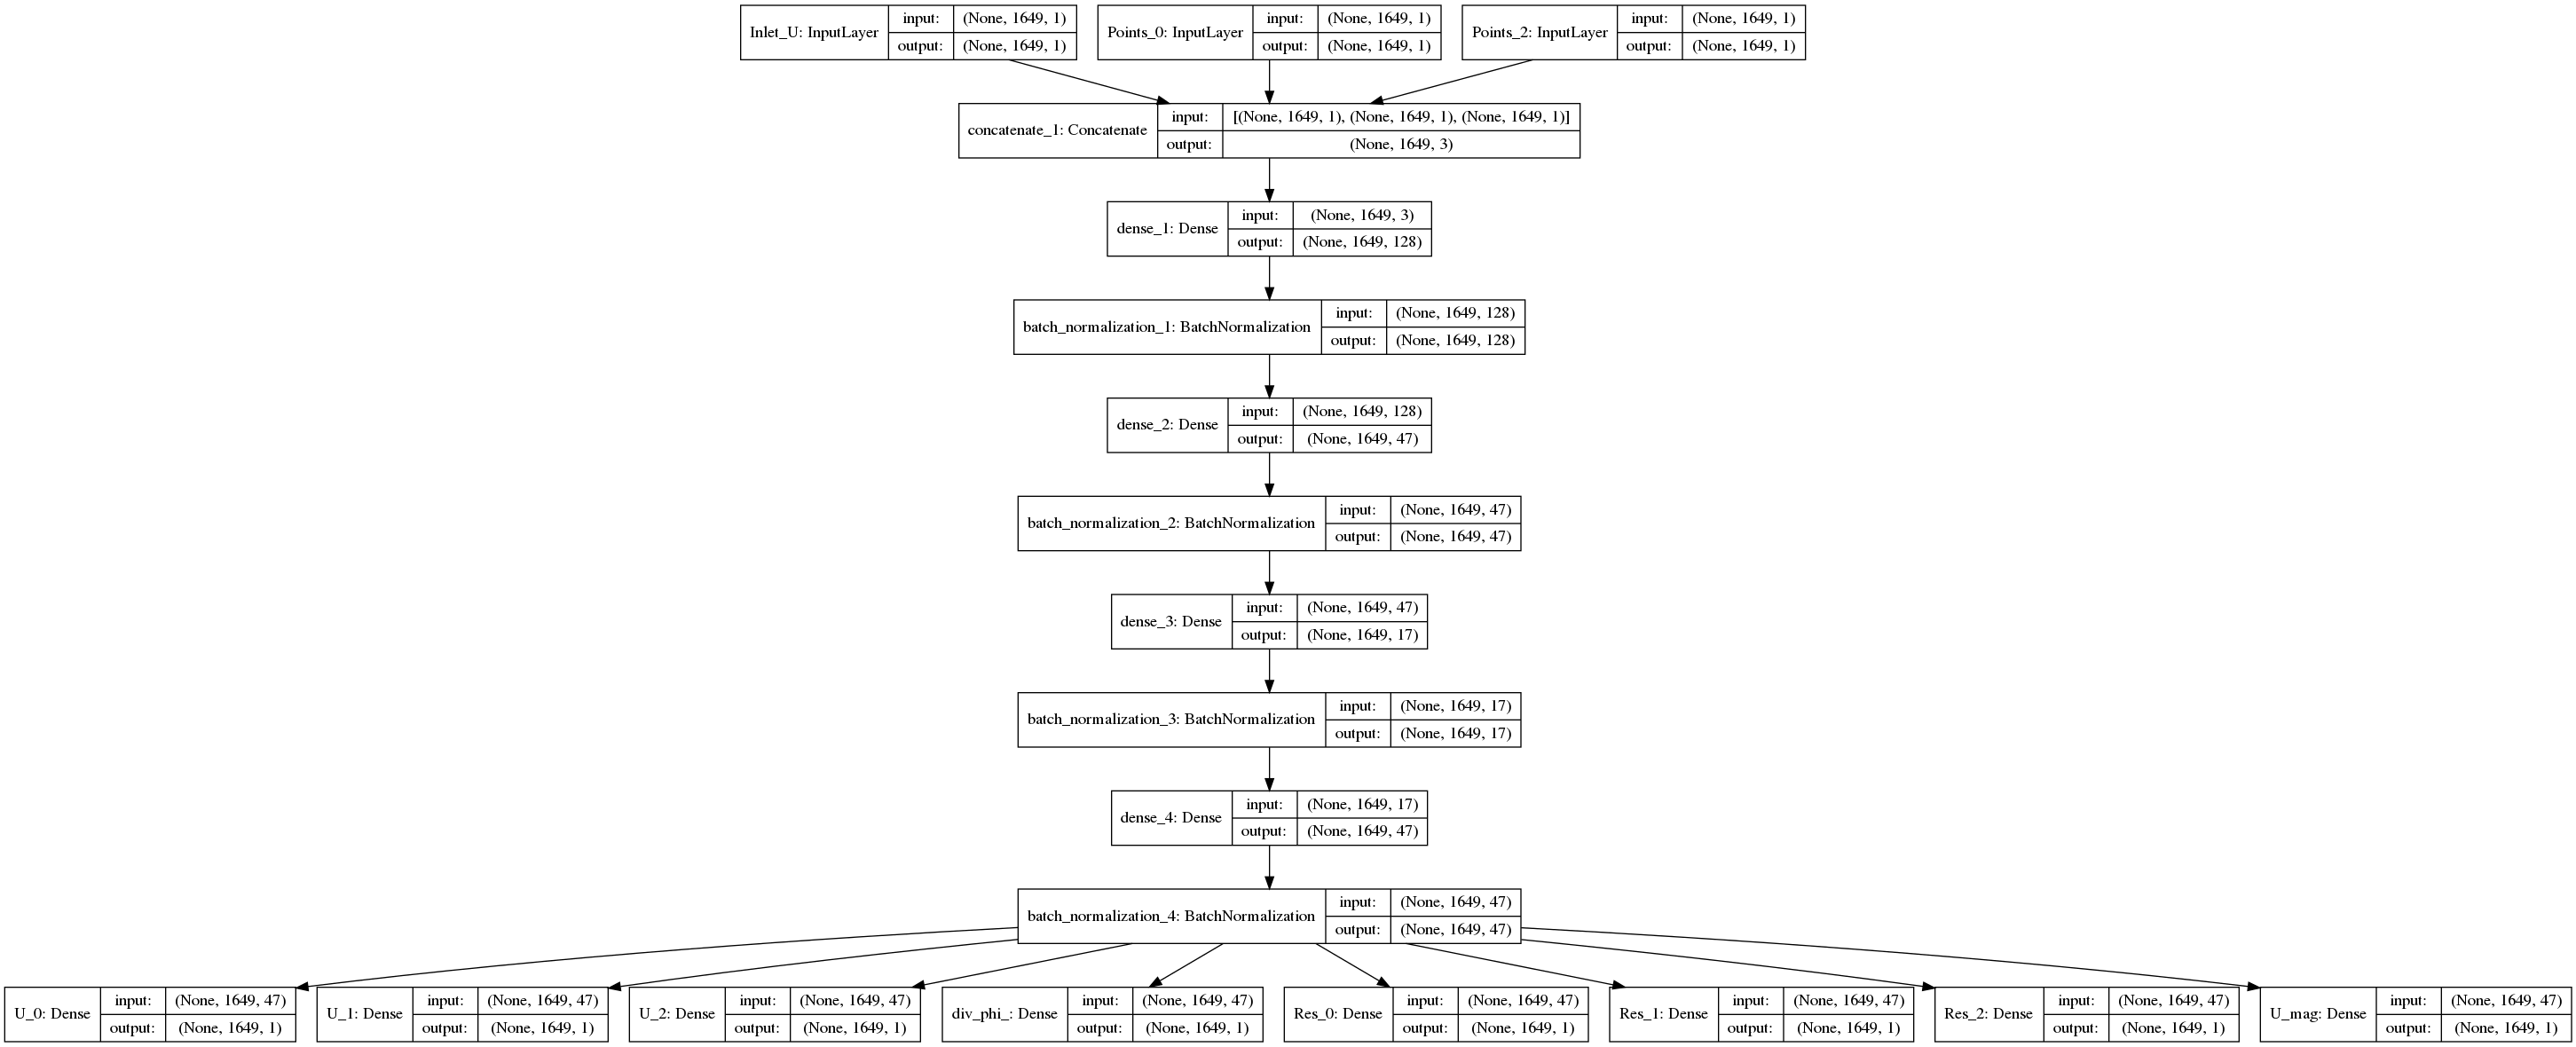 Inlet_U: InputLayer input: (None, 1649, 1) output: (None, 1649, 1)
Points_0: InputLayer input: (None, 1649, 1) output: (None, 1649, 1)
Points_2: InputLayer input: (None, 1649, 1) output: (None, 1649, 1)
concatenate_1: Concatenate input: [(None, 1649, 1), (None, 1649, 1), (None, 1649, 1)] output: (None, 1649, 3)
dense_1: Dense input: (None, 1649, 3) output: (None, 1649, 128)
batch_normalization_1: BatchNormalization input: (None, 1649, 128) output: (None, 1649, 128)
dense_2: Dense input: (None, 1649, 128) output: (None, 1649, 47)
batch_normalization_2: BatchNormalization input: (None, 1649, 47) output: (None, 1649, 47)
dense_3: Dense input: (None, 1649, 47) output: (None, 1649, 17)
batch_normalization_3: BatchNormalization input: (None, 1649, 17) output: (None, 1649, 17)
dense_4: Dense input: (None, 1649, 17) output: (None, 1649, 47)
batch_normalization_4: BatchNormalization input: (None, 1649, 47) output: (None, 1649, 47)
U_0: Dense input: (None, 1649, 47) output: (None, 1649, 1)
U_1: Dense input: (None, 1649, 47) output: (None, 1649, 1)
U_2: Dense input: (None, 1649, 47) output: (None, 1649, 1)
div_phi_: Dense input: (None, 1649, 47) output: (None, 1649, 1)
Res_0: Dense input: (None, 1649, 47) output: (None, 1649, 1)
Res_1: Dense input: (None, 1649, 47) output: (None, 1649, 1)
Res_2: Dense input: (None, 1649, 47) output: (None, 1649, 1)
U_mag: Dense input: (None, 1649, 47) output: (None, 1649, 1)